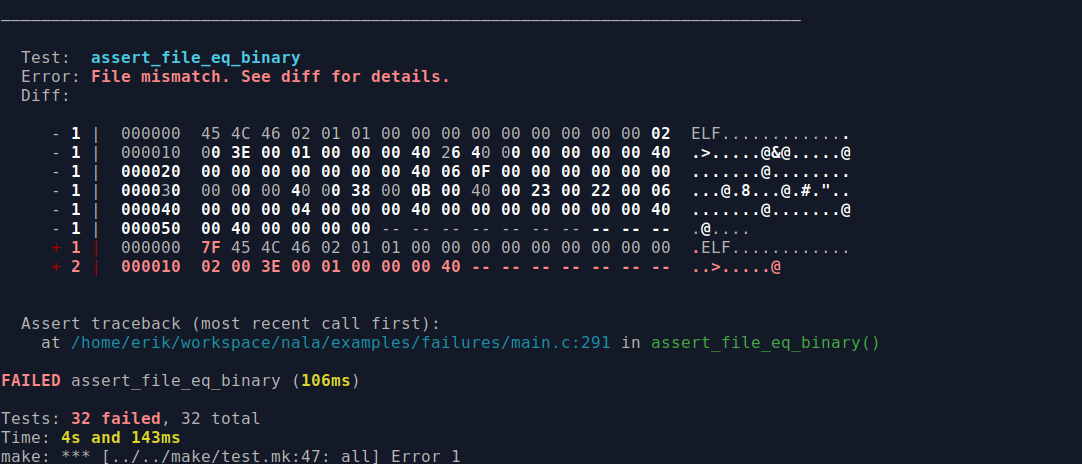 Test:  assert_file_eq_binary
Error: File mismatch. See diff for details.
Diff:
- 1 |  000000  45 4C 46 02 01 01 00 00 00 00 00 00 00 00 00 02  ELF.............
- 1 |  000010  00 3E 00 01 00 00 00 40 26 40 00 00 00 00 00 40  .>.....@&@.....@
- 1 |  000020  00 00 00 00 00 00 00 40 06 0F 00 00 00 00 00 00  .......@........
- 1 |  000030  00 00 00 00 40 00 38 00 0B 00 40 00 23 00 22 00 06  ...@.8...@.#."..
- 1 |  000040  00 00 00 04 00 00 00 40 00 00 00 00 00 00 00 40  .......@.......@
- 1 |  000050  00 40 00 00 00 00 -- -- -- -- -- -- -- -- -- --  .@....
+ 1 |  000000  7F 45 4C 46 02 01 01 00 00 00 00 00 00 00 00 00  .ELF............
+ 2 |  000010  02 00 3E 00 01 00 00 00 40 -- -- -- -- -- -- --  ..>.....@
Assert traceback (most recent call first):
at /home/erik/workspace/nala/examples/failures/main.c:291 in assert_file_eq_binary()
FAILED assert_file_eq_binary (106ms)
Tests: 32 failed, 32 total
Time: 4s and 143ms
make: *** [../../make/test.mk:47: all] Error 1